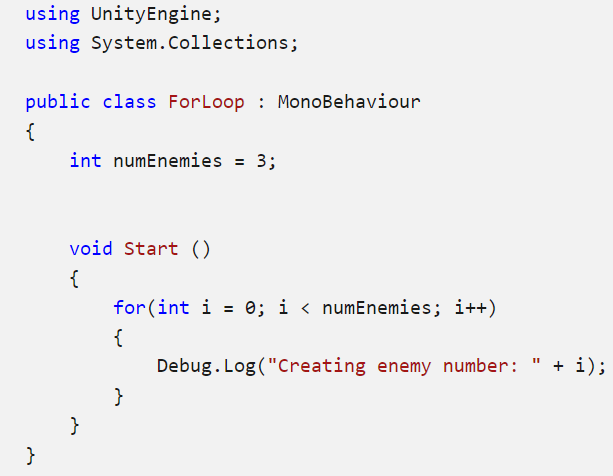 using UnityEngine;
using System.Collections;
public class ForLoop : MonoBehaviour
{
    int numEnemies = 3;
    void Start ()
    {
        for(int i = 0; i < numEnemies; i++)
        {
            Debug.Log("Creating enemy number: " + i);
        }
    }
}